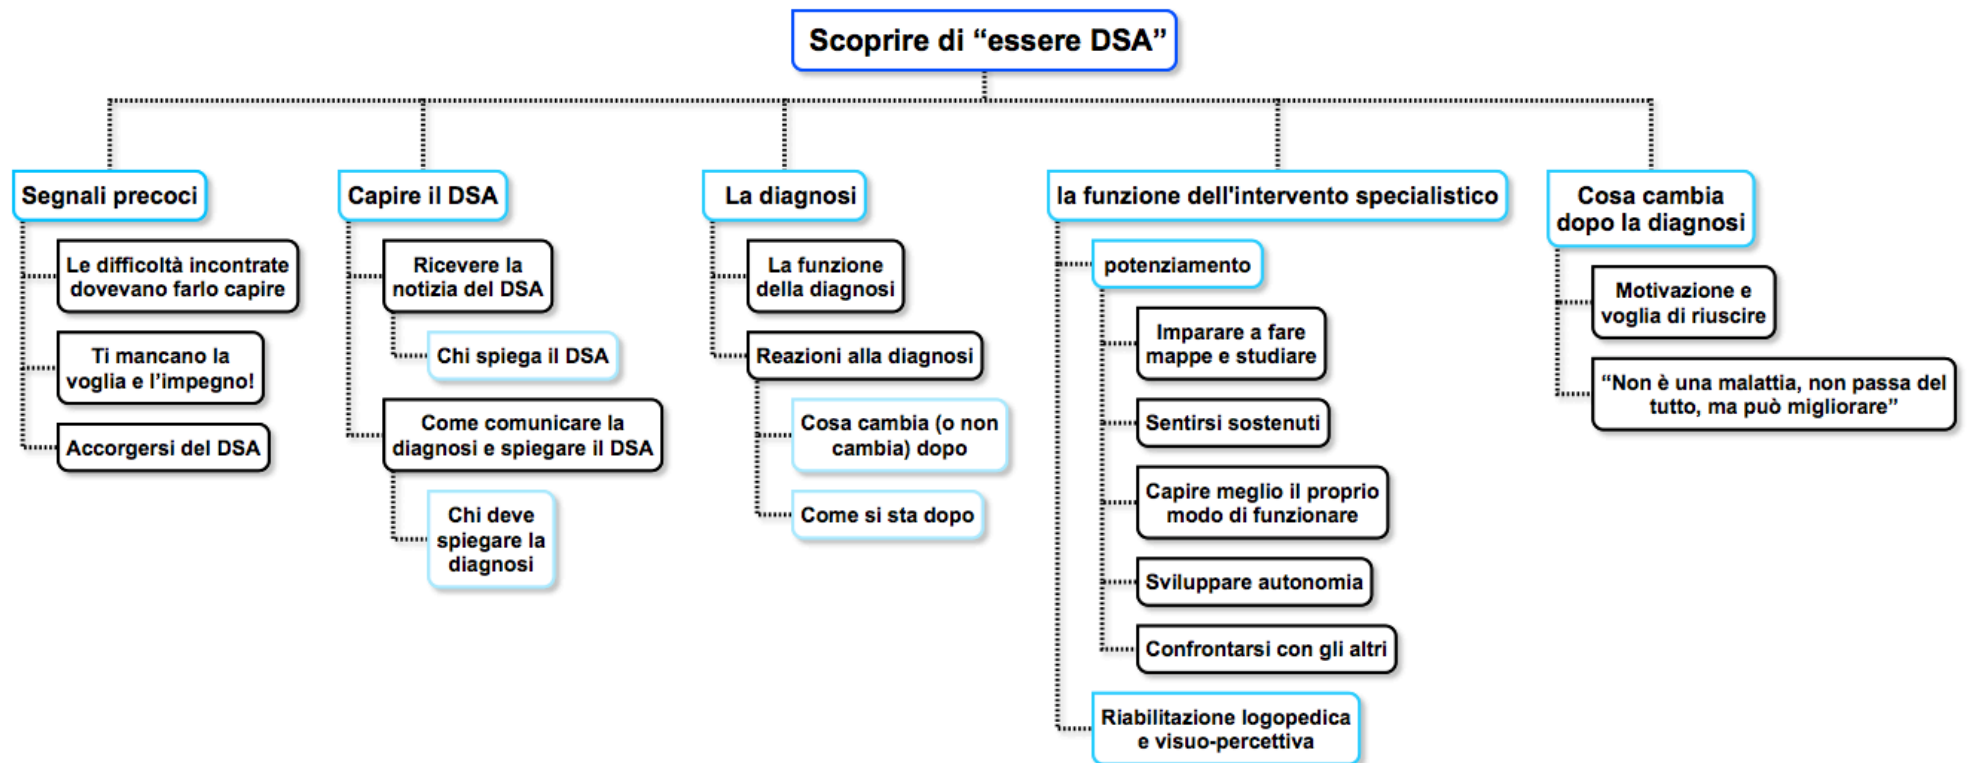 Scoprire di “essere DSA”
Segnali precoci
Le difficoltà incontrate
dovevano farlo capire
Ti mancano la
voglia e l’impegno!
Accorgersi del DSA
Capire il DSA
Ricevere la
notizia del DSA
Chi spiega il DSA
Come comunicare la
diagnosi e spiegare il DSA
Chi deve
spiegare la
diagnosi
La diagnosi
La funzione
della diagnosi
Reazioni alla diagnosi
Cosa cambia (o non
cambia) dopo
Come si sta dopo
la funzione dell'intervento specialistico
potenziamento
Imparare a fare
mappe e studiare
Sentirsi sostenuti
Capire meglio il proprio
modo di funzionare
Sviluppare autonomia
Confrontarsi con gli altri
Riabilitazione logopedica
e visuo-percettiva
Cosa cambia
dopo la diagnosi
Motivazione e
voglia di riuscire
“Non è una malattia, non passa del
tutto, ma può migliorare”